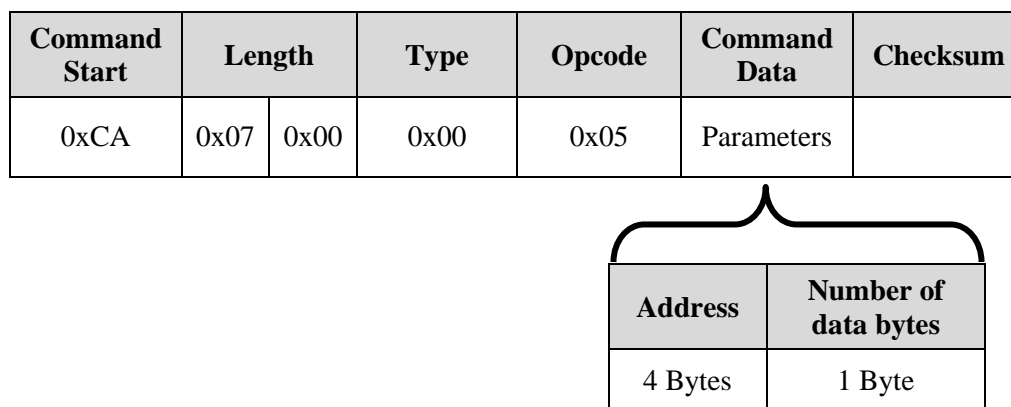 Command Start Length Type Opcode Command Data Checksum
0xCA 0x07 0x00 0x00 0x05 Parameters
Address Number of data bytes
4 Bytes 1 Byte